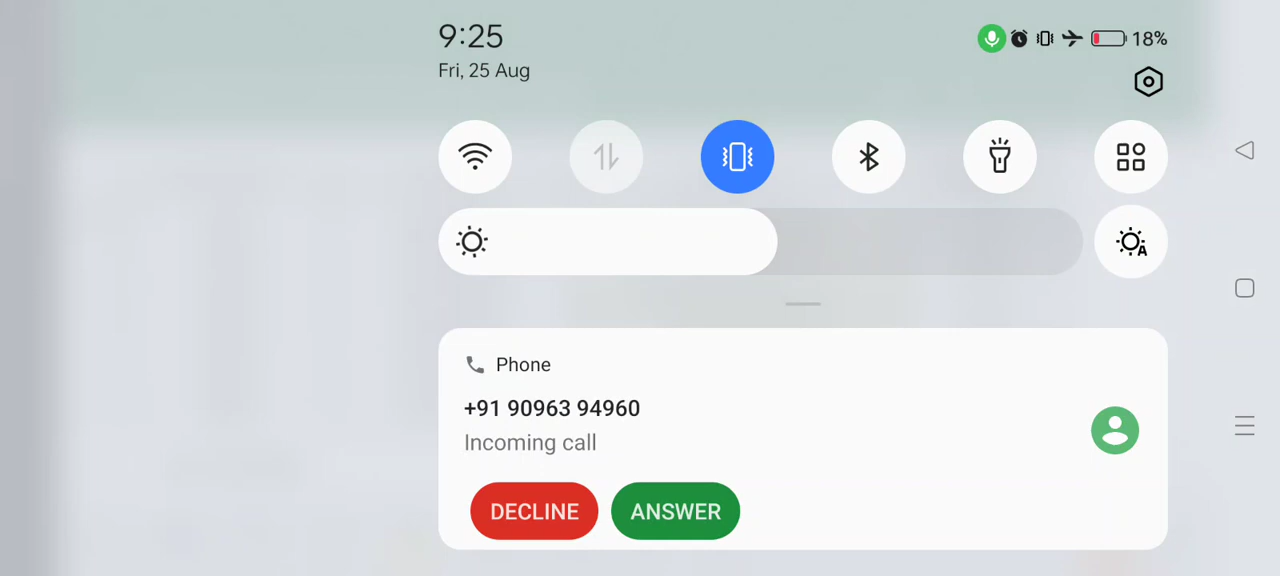 9:25
18%
Fri, 25 Aug
Phone
+91 90963 94960
Incoming call
DECLINE
ANSWER